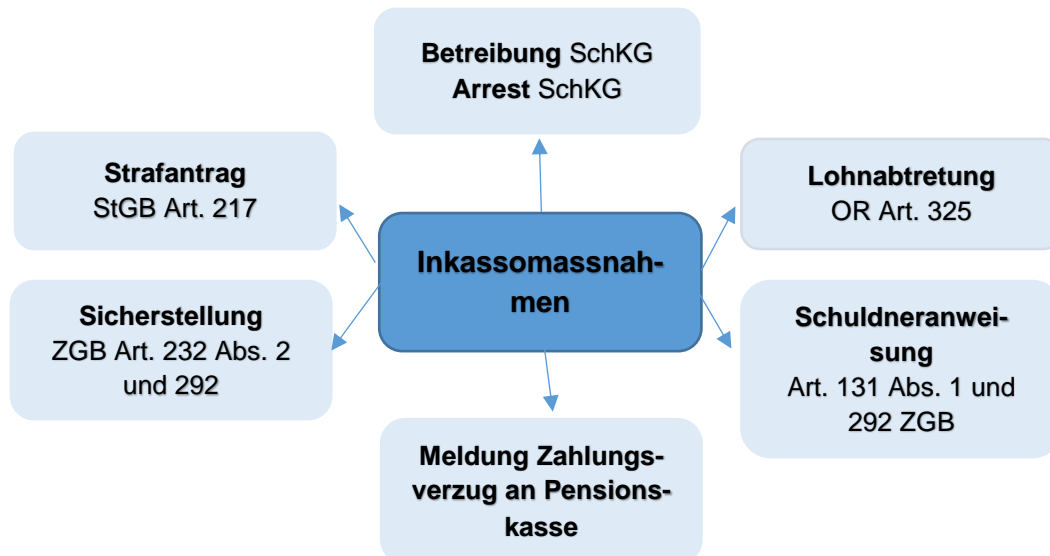 Betreibung SchKG
Arrest SchKG
Strafantrag
StGB Art. 217
Lohnabtretung
OR Art. 325
Inkassomassnah-
men
Sicherstellung
ZGB Art. 232 Abs. 2
und 292
Schuldneranwei-
sung
Art. 131 Abs. 1 und
292 ZGB
Meldung Zahlungs-
verzug an Pensions-
kasse